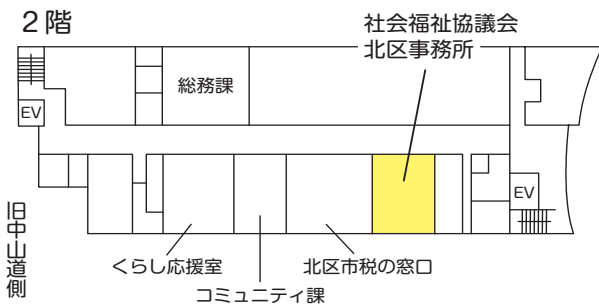 2階
社会福祉協議会
北区事務所
総務課
EV
EV
旧中山道側
くらし応援室
北区市税の窓口
コミュニティ課